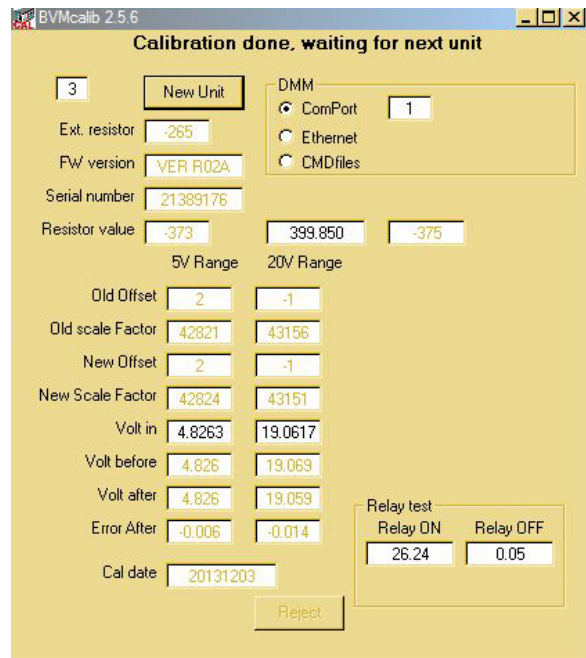 BVMcalib 2.5.6
Calibration done, waiting for next unit
3 New Unit
DMM
ComPort 1
Ethernet
CMDfiles
Ext. resistor -265
FW version VER R02A
Serial number 21389176
Resistor value -373 399.850 -375
5V Range 20V Range
Old Offset 2 -1
Old scale Factor 42821 43156
New Offset 2 -1
New Scale Factor 42824 43151
Volt in 4.8263 19.0617
Volt before 4.826 19.069
Volt after 4.826 19.059
Error After -0.006 -0.014
Cal date 20131203
Relay test
Relay ON Relay OFF
26.24 0.05
Reject